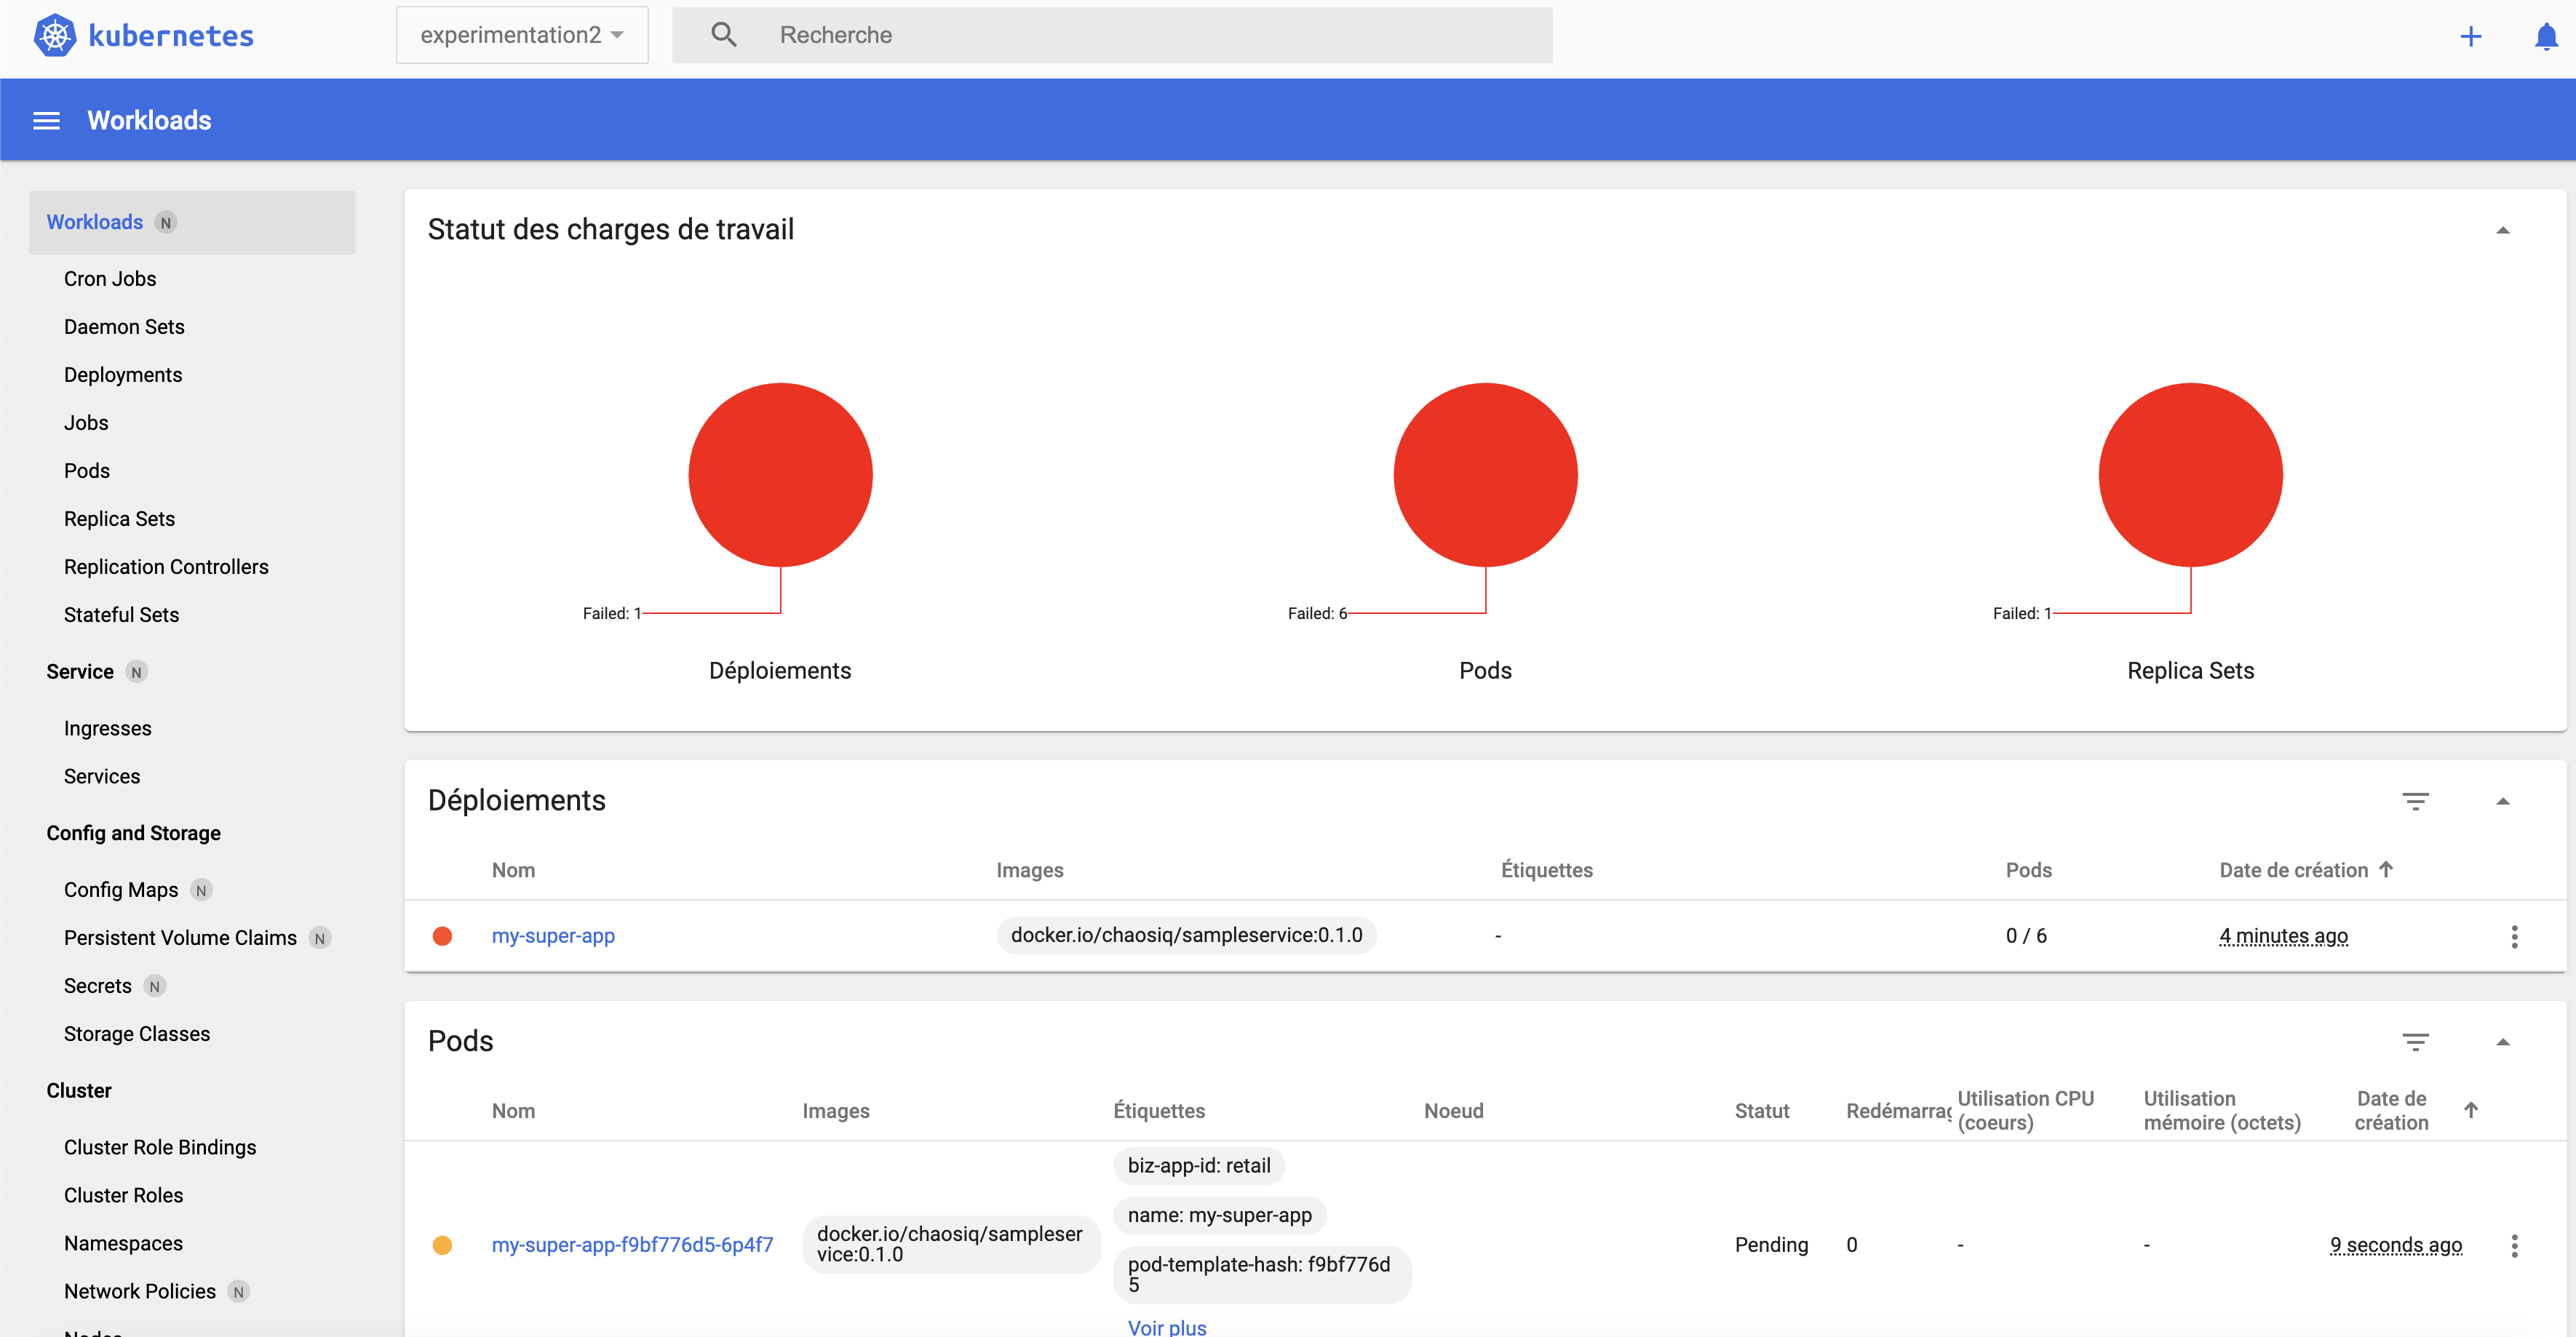 kubernetes
experimentation2
Recherche
Workloads
Workloads N
Cron Jobs
Daemon Sets
Deployments
Jobs
Pods
Replica Sets
Replication Controllers
Stateful Sets
Service N
Ingresses
Services
Config and Storage
Config Maps N
Persistent Volume Claims N
Secrets N
Storage Classes
Cluster
Cluster Role Bindings
Cluster Roles
Namespaces
Network Policies N
Nodes
Statut des charges de travail
Failed: 1
Déploiements
Failed: 6
Pods
Failed: 1
Replica Sets
Déploiements
Nom Images Étiquettes Pods Date de création
my-super-app docker.io/chaosiq/sampleservice:0.1.0 - 0 / 6 4 minutes ago
Pods
Nom Images Étiquettes Noeud Statut Redémarrag Utilisation CPU (coeurs) Utilisation mémoire (octets) Date de création
my-super-app-f9bf776d5-6p4f7
docker.io/chaosiq/sampleser
vice:0.1.0
biz-app-id: retail
name: my-super-app
pod-template-hash: f9bf776d
5
Voir plus
Pending 0 - - 9 seconds ago